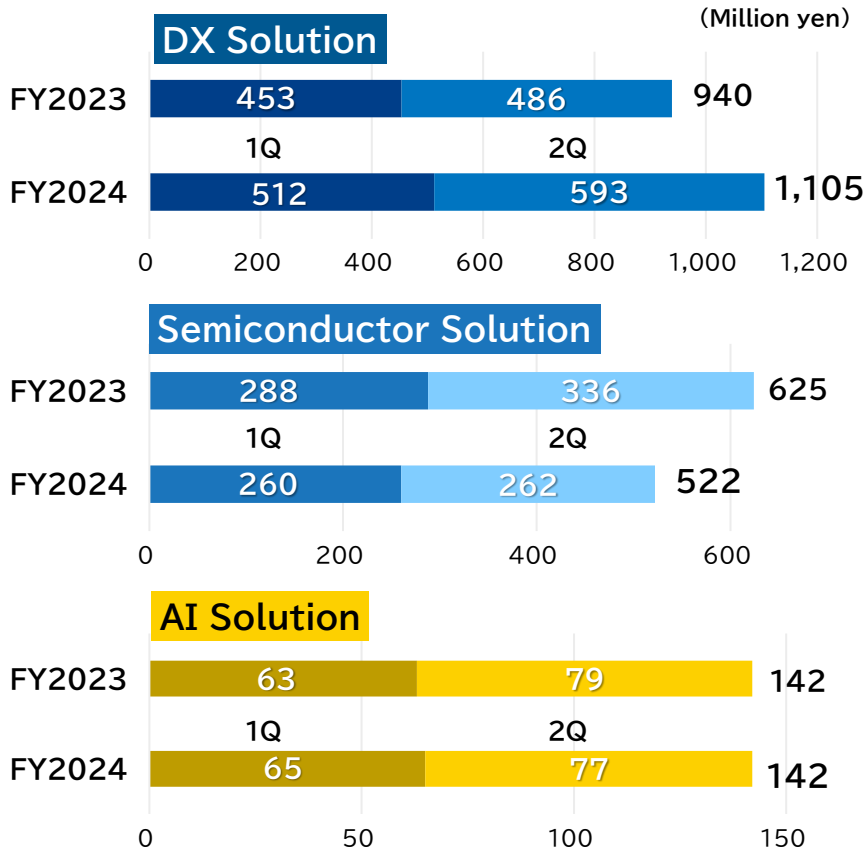 (Million yen)
DX Solution
FY2023 453 486 940
1Q 2Q
FY2024 512 593 1,105
0 200 400 600 800 1,000 1,200
Semiconductor Solution
FY2023 288 336 625
1Q 2Q
FY2024 260 262 522
0 200 400 600
AI Solution
FY2023 63 79 142
1Q 2Q
FY2024 65 77 142
0 50 100 150